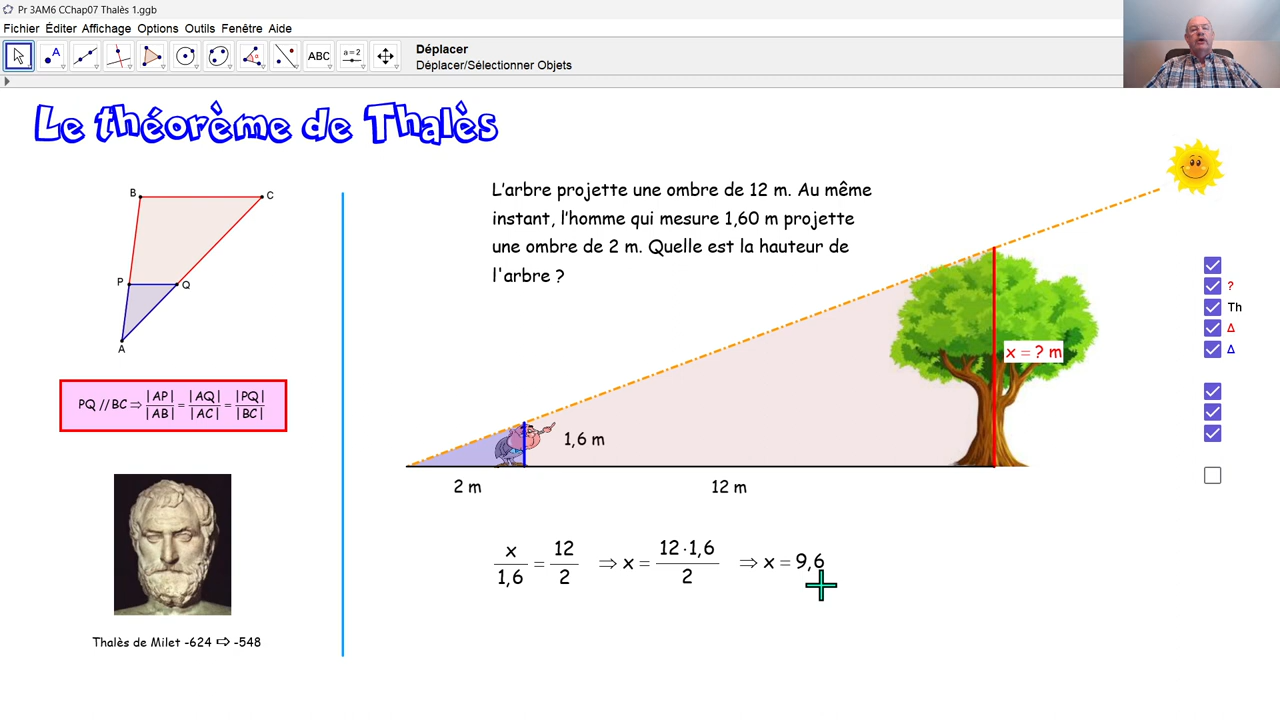 Pr 3AM6 CChap07 Thalès 1.ggb
Fichier Éditer Affichage Options Outils Fenêtre Aide
A ABC a=2
Déplacer
Déplacer/Sélectionner Objets
Le théorème de Thalès
B C
P Q
A
PQ // BC ⇒ |AP| / |AB| = |AQ| / |AC| = |PQ| / |BC|
Thalès de Milet -624 ⇨ -548
L'arbre projette une ombre de 12 m. Au même
instant, l'homme qui mesure 1,60 m projette
une ombre de 2 m. Quelle est la hauteur de
l'arbre ?
x = ? m
1,6 m
2 m 12 m
x / 1,6 = 12 / 2 ⇒ x = 12·1,6 / 2 ⇒ x = 9,6
?
Th
Δ
Δ